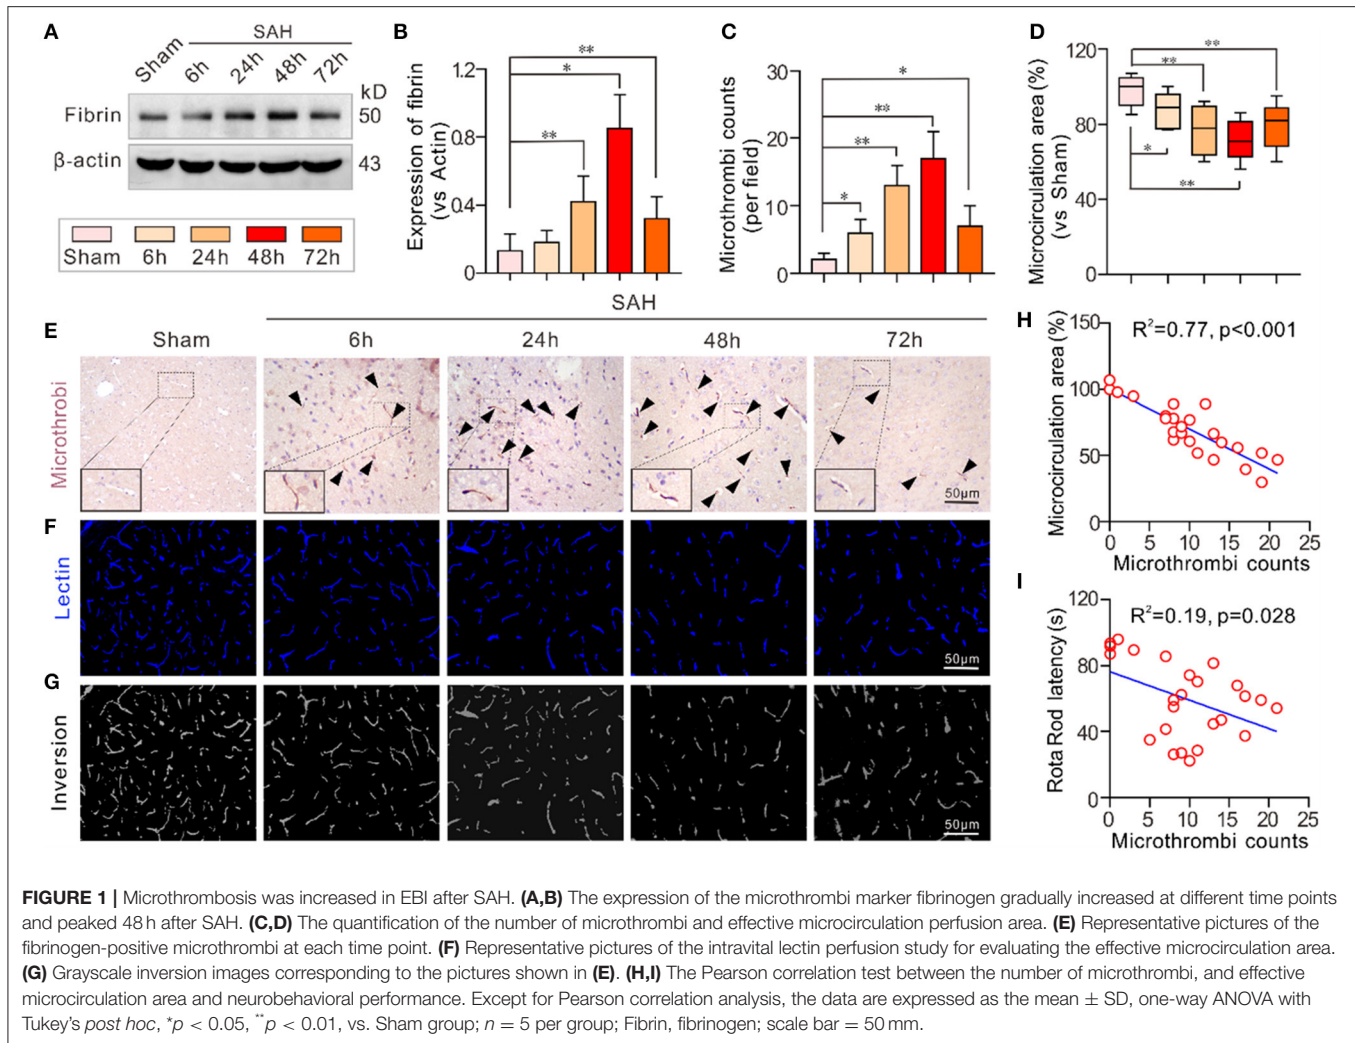 A
SAH
Sham
6h
24h
48h
72h
kD
Fibrin
50
β-actin
43
Sham
6h
24h
48h
72h
B
Expression of fibrin
(vs Actin)
1.2
0.8
0.4
0
**
*
**
C
Microthrombi counts
(per field)
30
20
10
0
*
**
**
*
D
Microcirculation area (%)
(vs Sham)
120
80
40
0
**
**
*
**
SAH
E
Sham
6h
24h
48h
72h
Microthrobi
50μm
F
Lectin
50μm
G
Inversion
50μm
H
Microcirculation area(%)
150
100
50
0
R²=0.77, p<0.001
0 5 10 15 20 25
Microthrombi counts
I
Rota Rod latency(s)
120
80
40
0
R²=0.19, p=0.028
0 5 10 15 20 25
Microthrombi counts
FIGURE 1 | Microthrombosis was increased in EBI after SAH. (A,B) The expression of the microthrombi marker fibrinogen gradually increased at different time points
and peaked 48 h after SAH. (C,D) The quantification of the number of microthrombi and effective microcirculation perfusion area. (E) Representative pictures of the
fibrinogen-positive microthrombi at each time point. (F) Representative pictures of the intravital lectin perfusion study for evaluating the effective microcirculation area.
(G) Grayscale inversion images corresponding to the pictures shown in (E). (H,I) The Pearson correlation test between the number of microthrombi, and effective
microcirculation area and neurobehavioral performance. Except for Pearson correlation analysis, the data are expressed as the mean ± SD, one-way ANOVA with
Tukey's post hoc, *p < 0.05, **p < 0.01, vs. Sham group; n = 5 per group; Fibrin, fibrinogen; scale bar = 50 mm.